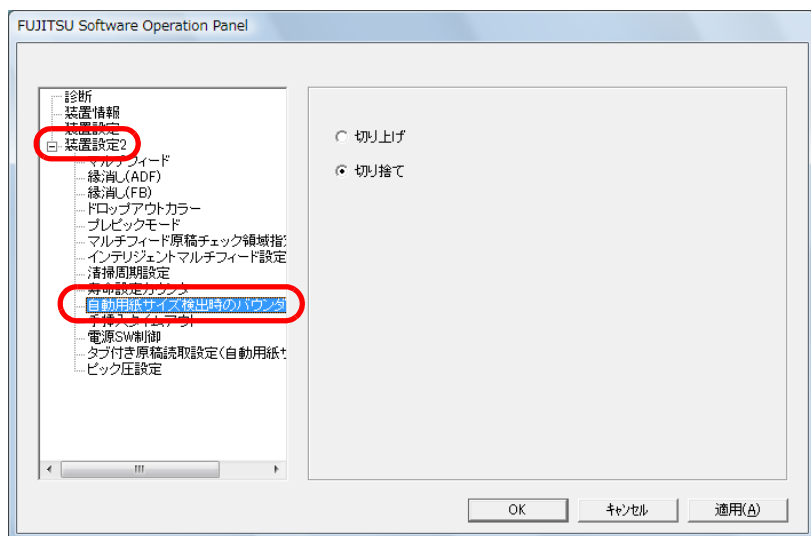 FUJITSU Software Operation Panel
診断
装置情報
装置設定
装置設定2
マルチフィード
縁消し(ADF)
縁消し(FB)
ドロップアウトカラー
プレピックモード
マルチフィード原稿チェック領域指
インテリジェントマルチフィード設定
清掃周期設定
寿命設定カウンタ
自動用紙サイズ検出時のバウンダ
手挿入タイムアウト
電源SW制御
タブ付き原稿読取設定(自動用紙サ
ピック圧設定
切り上げ
切り捨て
OK
キャンセル
適用(A)